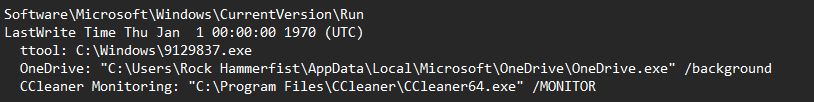 Software\Microsoft\Windows\CurrentVersion\Run
LastWrite Time Thu Jan  1 00:00:00 1970 (UTC)
  ttool: C:\Windows\9129837.exe
  OneDrive: "C:\Users\Rock Hammerfist\AppData\Local\Microsoft\OneDrive\OneDrive.exe" /background
  CCleaner Monitoring: "C:\Program Files\CCleaner\CCleaner64.exe" /MONITOR